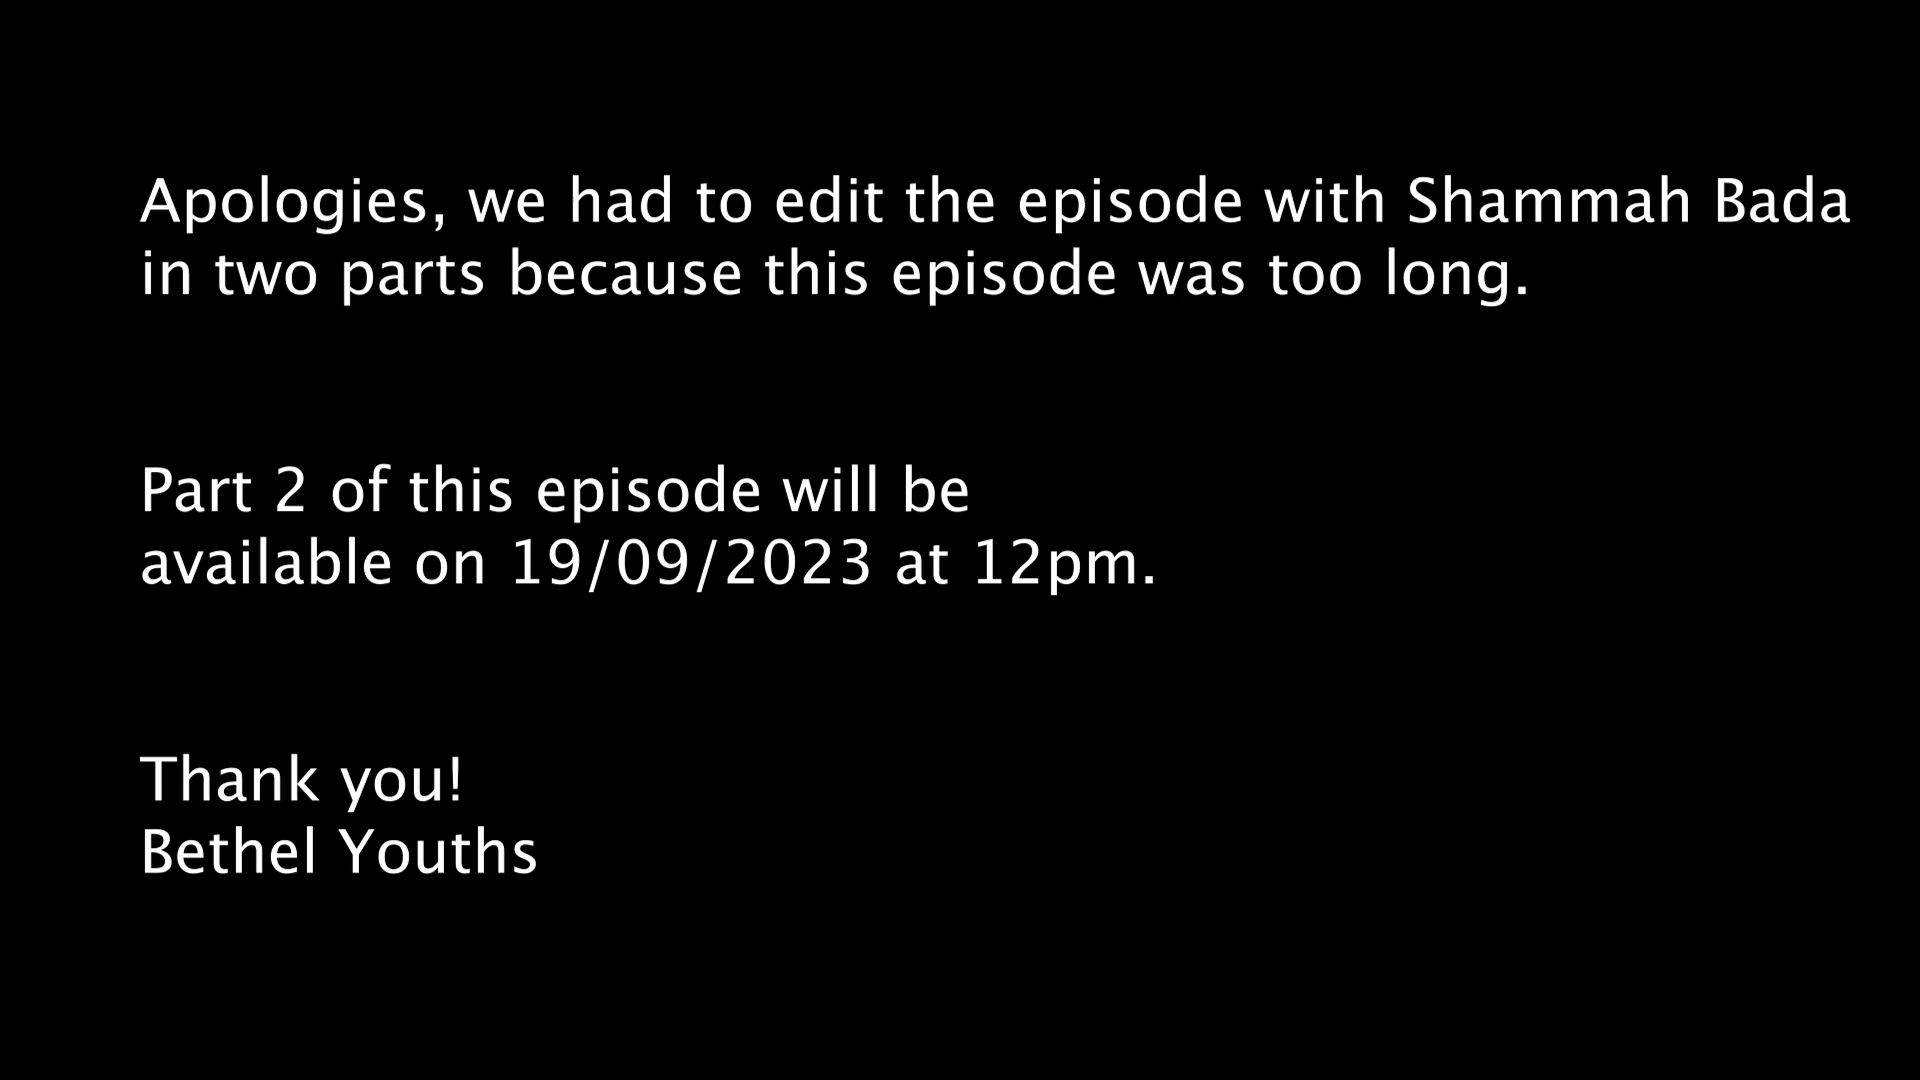 Apologies, we had to edit the episode with Shammah Bada
in two parts because this episode was too long.
Part 2 of this episode will be
available on 19/09/2023 at 12pm.
Thank you!
Bethel Youths